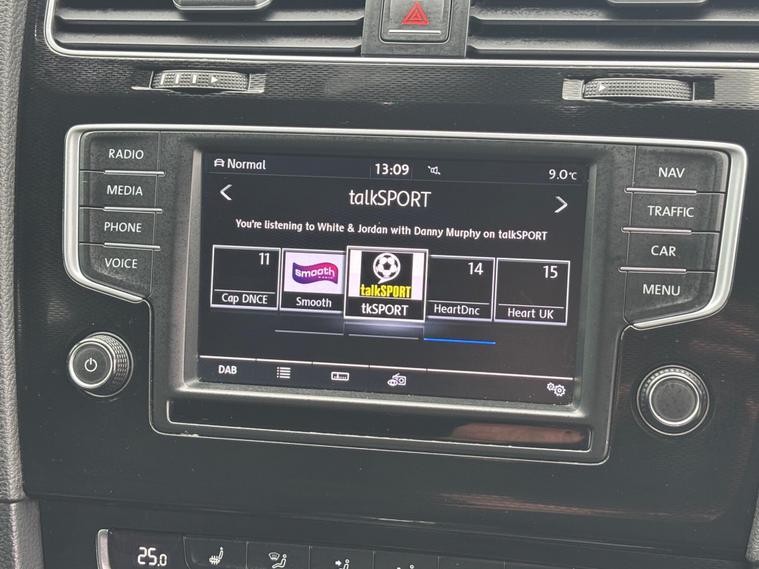 RADIO
MEDIA
PHONE
VOICE
Normal
13:09
9.0°C
talkSPORT
You're listening to White & Jordan with Danny Murphy on talkSPORT
11
Cap DNCE
smooth
RADIO
Smooth
talkSPORT
tkSPORT
14
HeartDnc
15
Heart UK
DAB
NAV
TRAFFIC
CAR
MENU
25.0